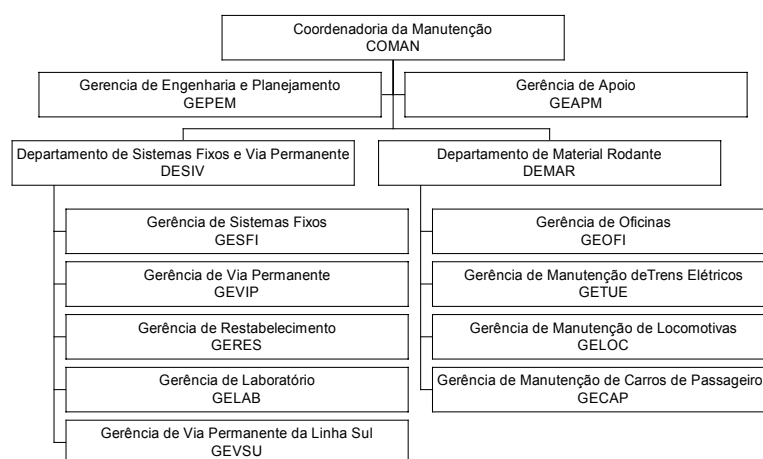 Coordenadoria da Manutenção
COMAN
Gerencia de Engenharia e Planejamento
GEPEM
Gerência de Apoio
GEAPM
Departamento de Sistemas Fixos e Via Permanente
DESIV
Departamento de Material Rodante
DEMAR
Gerência de Sistemas Fixos
GESFI
Gerência de Via Permanente
GEVIP
Gerência de Restabelecimento
GERES
Gerência de Laboratório
GELAB
Gerência de Via Permanente da Linha Sul
GEVSU
Gerência de Oficinas
GEOFI
Gerência de Manutenção deTrens Elétricos
GETUE
Gerência de Manutenção de Locomotivas
GELOC
Gerência de Manutenção de Carros de Passageiro
GECAP